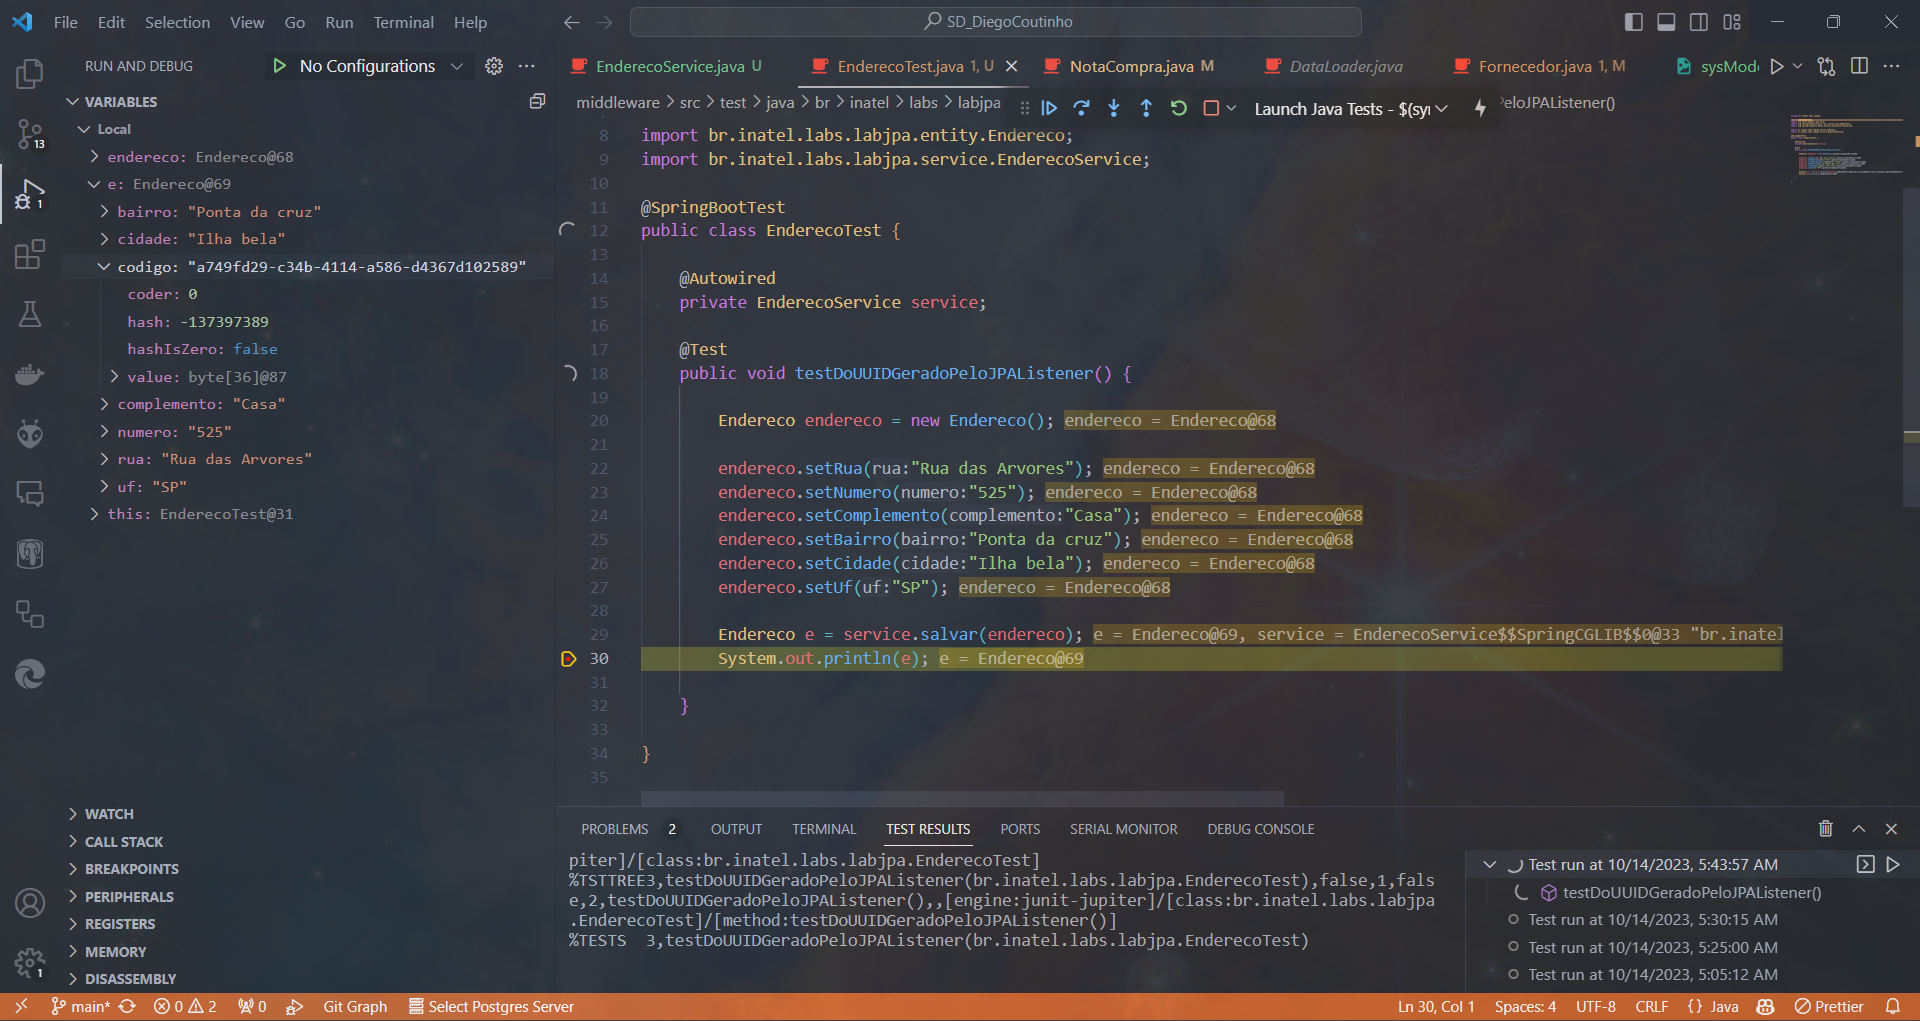 File Edit Selection View Go Run Terminal Help
SD_DiegoCoutinho
RUN AND DEBUG
No Configurations
EnderecoService.java U
EnderecoTest.java 1, U
NotaCompra.java M
DataLoader.java
Fornecedor.java 1, M
middleware > src > test > java > br > inatel > labs > labjpa
Launch Java Tests - $(syn
PeloJPAListener()
13
1
VARIABLES
Local
endereco: Endereco@68
e: Endereco@69
bairro: "Ponta da cruz"
cidade: "Ilha bela"
codigo: "a749fd29-c34b-4114-a586-d4367d102589"
coder: 0
hash: -137397389
hashIsZero: false
value: byte[36]@87
complemento: "Casa"
numero: "525"
rua: "Rua das Arvores"
uf: "SP"
this: EnderecoTest@31
WATCH
CALL STACK
BREAKPOINTS
PERIPHERALS
REGISTERS
MEMORY
DISASSEMBLY
1
8 import br.inatel.labs.labjpa.entity.Endereco;
9 import br.inatel.labs.labjpa.service.EnderecoService;
10
11 @SpringBootTest
12 public class EnderecoTest {
13
14 @Autowired
15 private EnderecoService service;
16
17 @Test
18 public void testDoUUIDGeradoPeloJPAListener() {
19
20 Endereco endereco = new Endereco(); endereco = Endereco@68
21
22 endereco.setRua(rua:"Rua das Arvores"); endereco = Endereco@68
23 endereco.setNumero(numero:"525"); endereco = Endereco@68
24 endereco.setComplemento(complemento:"Casa"); endereco = Endereco@68
25 endereco.setBairro(bairro:"Ponta da cruz"); endereco = Endereco@68
26 endereco.setCidade(cidade:"Ilha bela"); endereco = Endereco@68
27 endereco.setUf(uf:"SP"); endereco = Endereco@68
28
29 Endereco e = service.salvar(endereco); e = Endereco@69, service = EnderecoService$$SpringCGLIB$$0@33 "br.inatel
30 System.out.println(e); e = Endereco@69
31
32 }
33
34 }
35
PROBLEMS 2 OUTPUT TERMINAL TEST RESULTS PORTS SERIAL MONITOR DEBUG CONSOLE
piter]/[class:br.inatel.labs.labjpa.EnderecoTest]
%TSTTREE3,testDoUUIDGeradoPeloJPAListener(br.inatel.labs.labjpa.EnderecoTest),false,1,fals
e,2,testDoUUIDGeradoPeloJPAListener(),,[engine:junit-jupiter]/[class:br.inatel.labs.labjpa
.EnderecoTest]/[method:testDoUUIDGeradoPeloJPAListener()]
%TESTS 3,testDoUUIDGeradoPeloJPAListener(br.inatel.labs.labjpa.EnderecoTest)
Test run at 10/14/2023, 5:43:57 AM
testDoUUIDGeradoPeloJPAListener()
Test run at 10/14/2023, 5:30:15 AM
Test run at 10/14/2023, 5:25:00 AM
Test run at 10/14/2023, 5:05:12 AM
main* 0 2 0 Git Graph Select Postgres Server
Ln 30, Col 1 Spaces: 4 UTF-8 CRLF {} Java Prettier